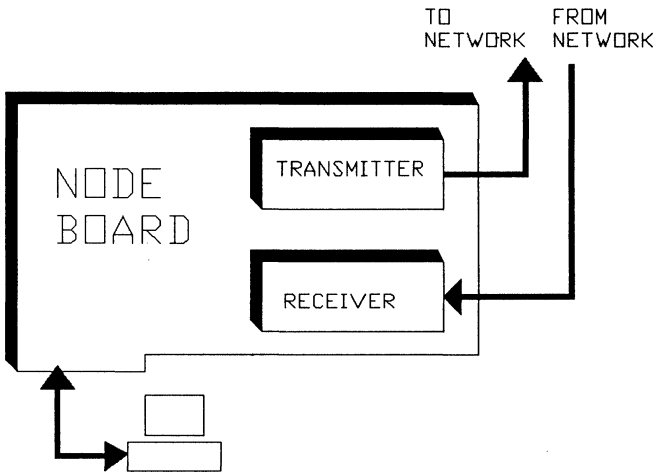 TO
NETWORK
FROM
NETWORK
NODE
BOARD
TRANSMITTER
RECEIVER